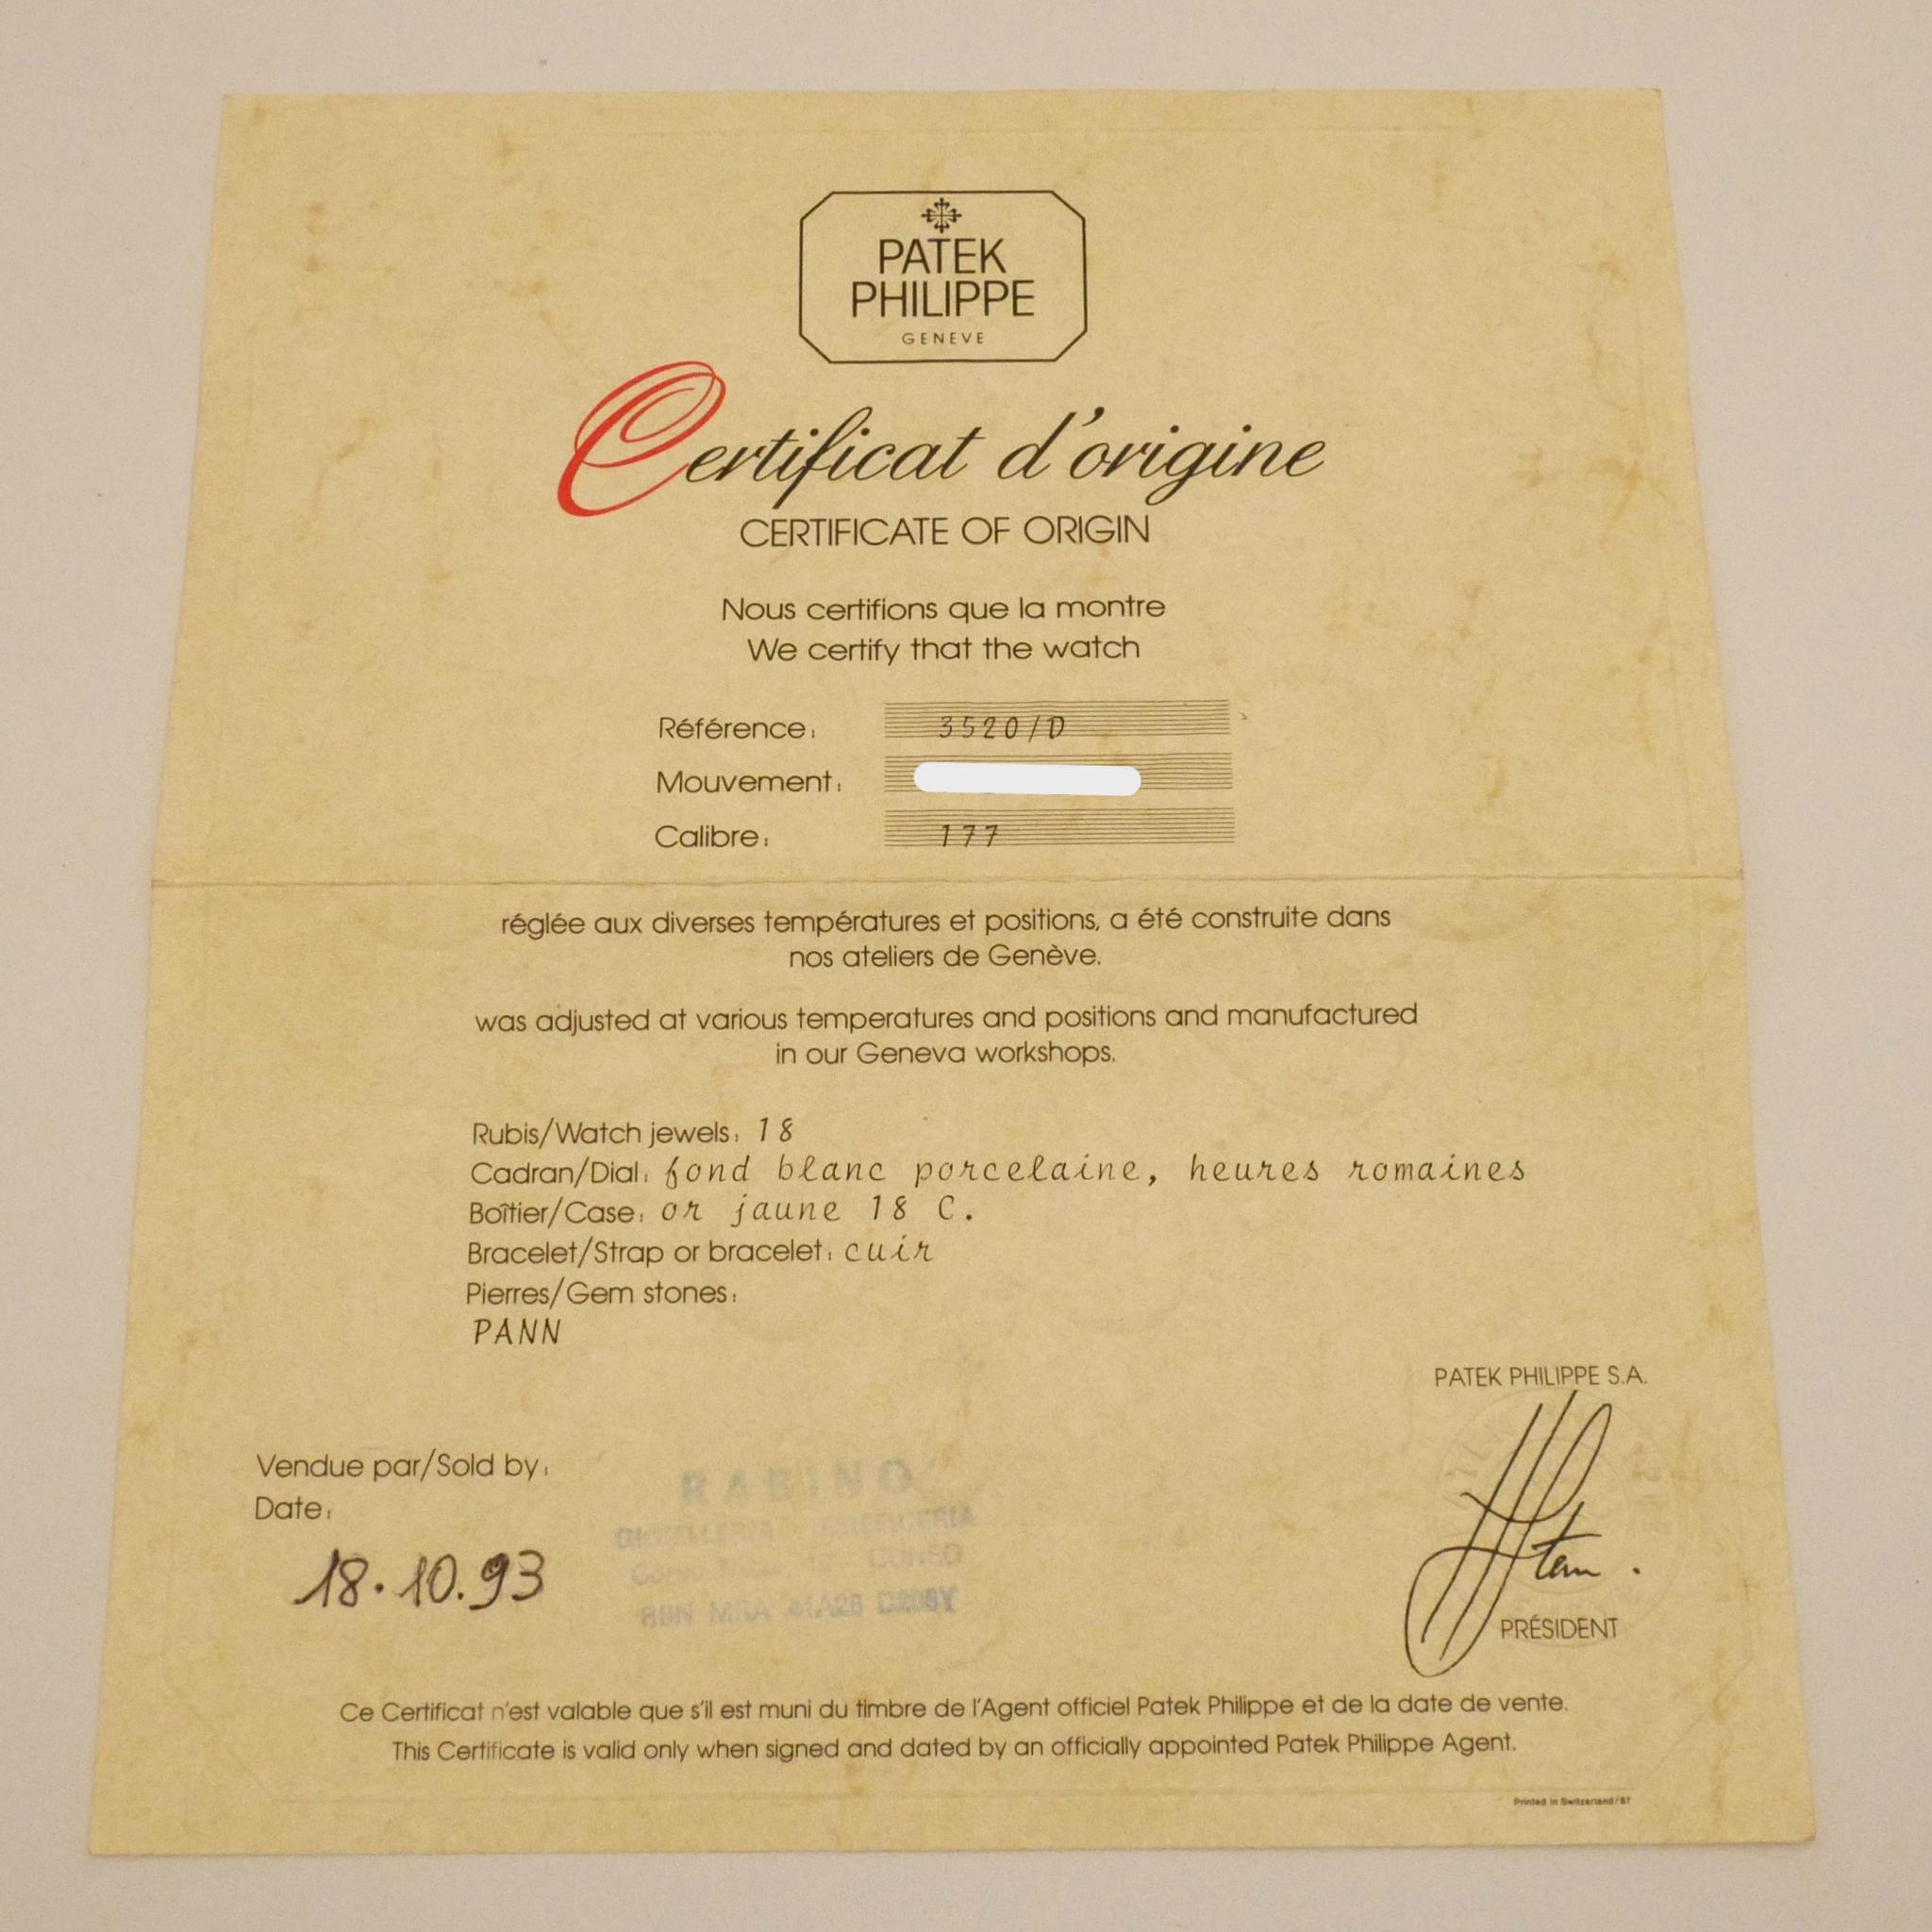 PATEK
PHILIPPE
GENEVE
Certificat d'origine
CERTIFICATE OF ORIGIN
Nous certifions que la montre
We certify that the watch
Référence: 3520/D
Mouvement:
Calibre: 177
réglée aux diverses températures et positions, a été construite dans
nos ateliers de Genève.
was adjusted at various temperatures and positions and manufactured
in our Geneva workshops.
Rubis/Watch jewels: 18
Cadran/Dial: fond blanc porcelaine, heures romaines
Boîtier/Case: or jaune 18 C.
Bracelet/Strap or bracelet: cuir
Pierres/Gem stones:
PANN
PATEK PHILIPPE S.A.
Vendue par/Sold by:
Date:
18.10.93
RABINO
GIOIELLERIA
CUNEO
PRÉSIDENT
Ce Certificat n'est valable que s'il est muni du timbre de l'Agent officiel Patek Philippe et de la date de vente.
This Certificate is valid only when signed and dated by an officially appointed Patek Philippe Agent.
Printed in Switzerland/87